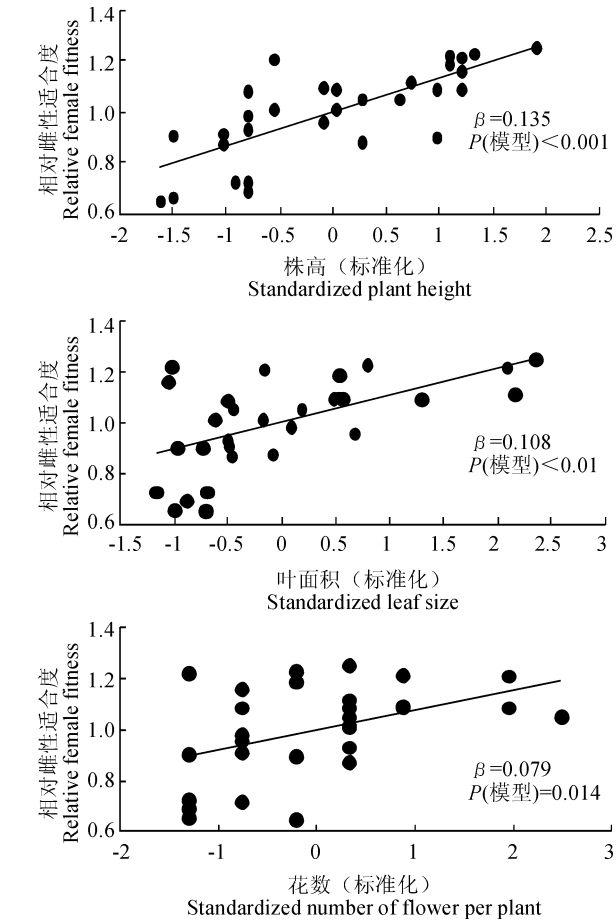 1.4
1.2
1.0
0.8
0.6
相对雌性适合度
Relative female fitness
β=0.135
P(模型)<0.001
-2 -1.5 -1 -0.5 0 0.5 1 1.5 2 2.5
株高（标准化）
Standardized plant height
1.4
1.2
1.0
0.8
0.6
相对雌性适合度
Relative female fitness
β=0.108
P(模型)<0.01
-1.5 -1 -0.5 0 0.5 1 1.5 2 2.5 3
叶面积（标准化）
Standardized leaf size
1.4
1.2
1.0
0.8
0.6
相对雌性适合度
Relative female fitness
β=0.079
P(模型)=0.014
-2 -1 0 1 2 3
花数（标准化）
Standardized number of flower per plant